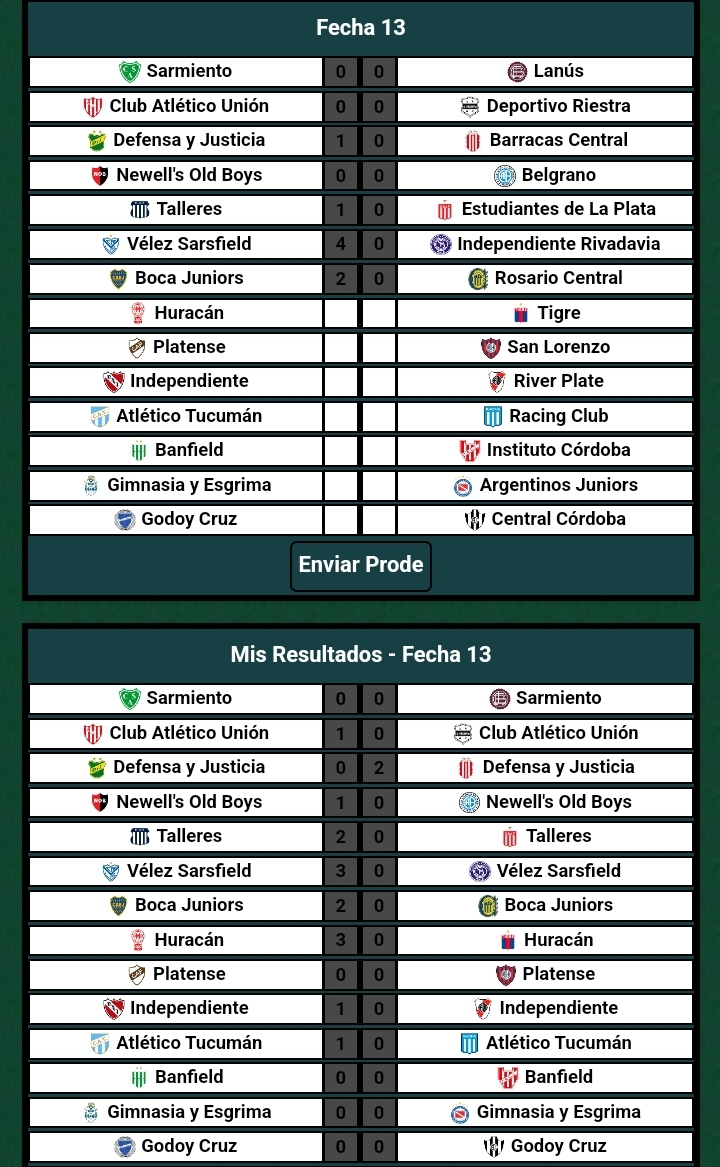 Fecha 13
Sarmiento 0 0 Lanús
Club Atlético Unión 0 0 Deportivo Riestra
Defensa y Justicia 1 0 Barracas Central
Newell's Old Boys 0 0 Belgrano
Talleres 1 0 Estudiantes de La Plata
Vélez Sarsfield 4 0 Independiente Rivadavia
Boca Juniors 2 0 Rosario Central
Huracán Tigre
Platense San Lorenzo
Independiente River Plate
Atlético Tucumán Racing Club
Banfield Instituto Córdoba
Gimnasia y Esgrima Argentinos Juniors
Godoy Cruz Central Córdoba
Enviar Prode
Mis Resultados - Fecha 13
Sarmiento 0 0 Sarmiento
Club Atlético Unión 1 0 Club Atlético Unión
Defensa y Justicia 0 2 Defensa y Justicia
Newell's Old Boys 1 0 Newell's Old Boys
Talleres 2 0 Talleres
Vélez Sarsfield 3 0 Vélez Sarsfield
Boca Juniors 2 0 Boca Juniors
Huracán 3 0 Huracán
Platense 0 0 Platense
Independiente 1 0 Independiente
Atlético Tucumán 1 0 Atlético Tucumán
Banfield 0 0 Banfield
Gimnasia y Esgrima 0 0 Gimnasia y Esgrima
Godoy Cruz 0 0 Godoy Cruz